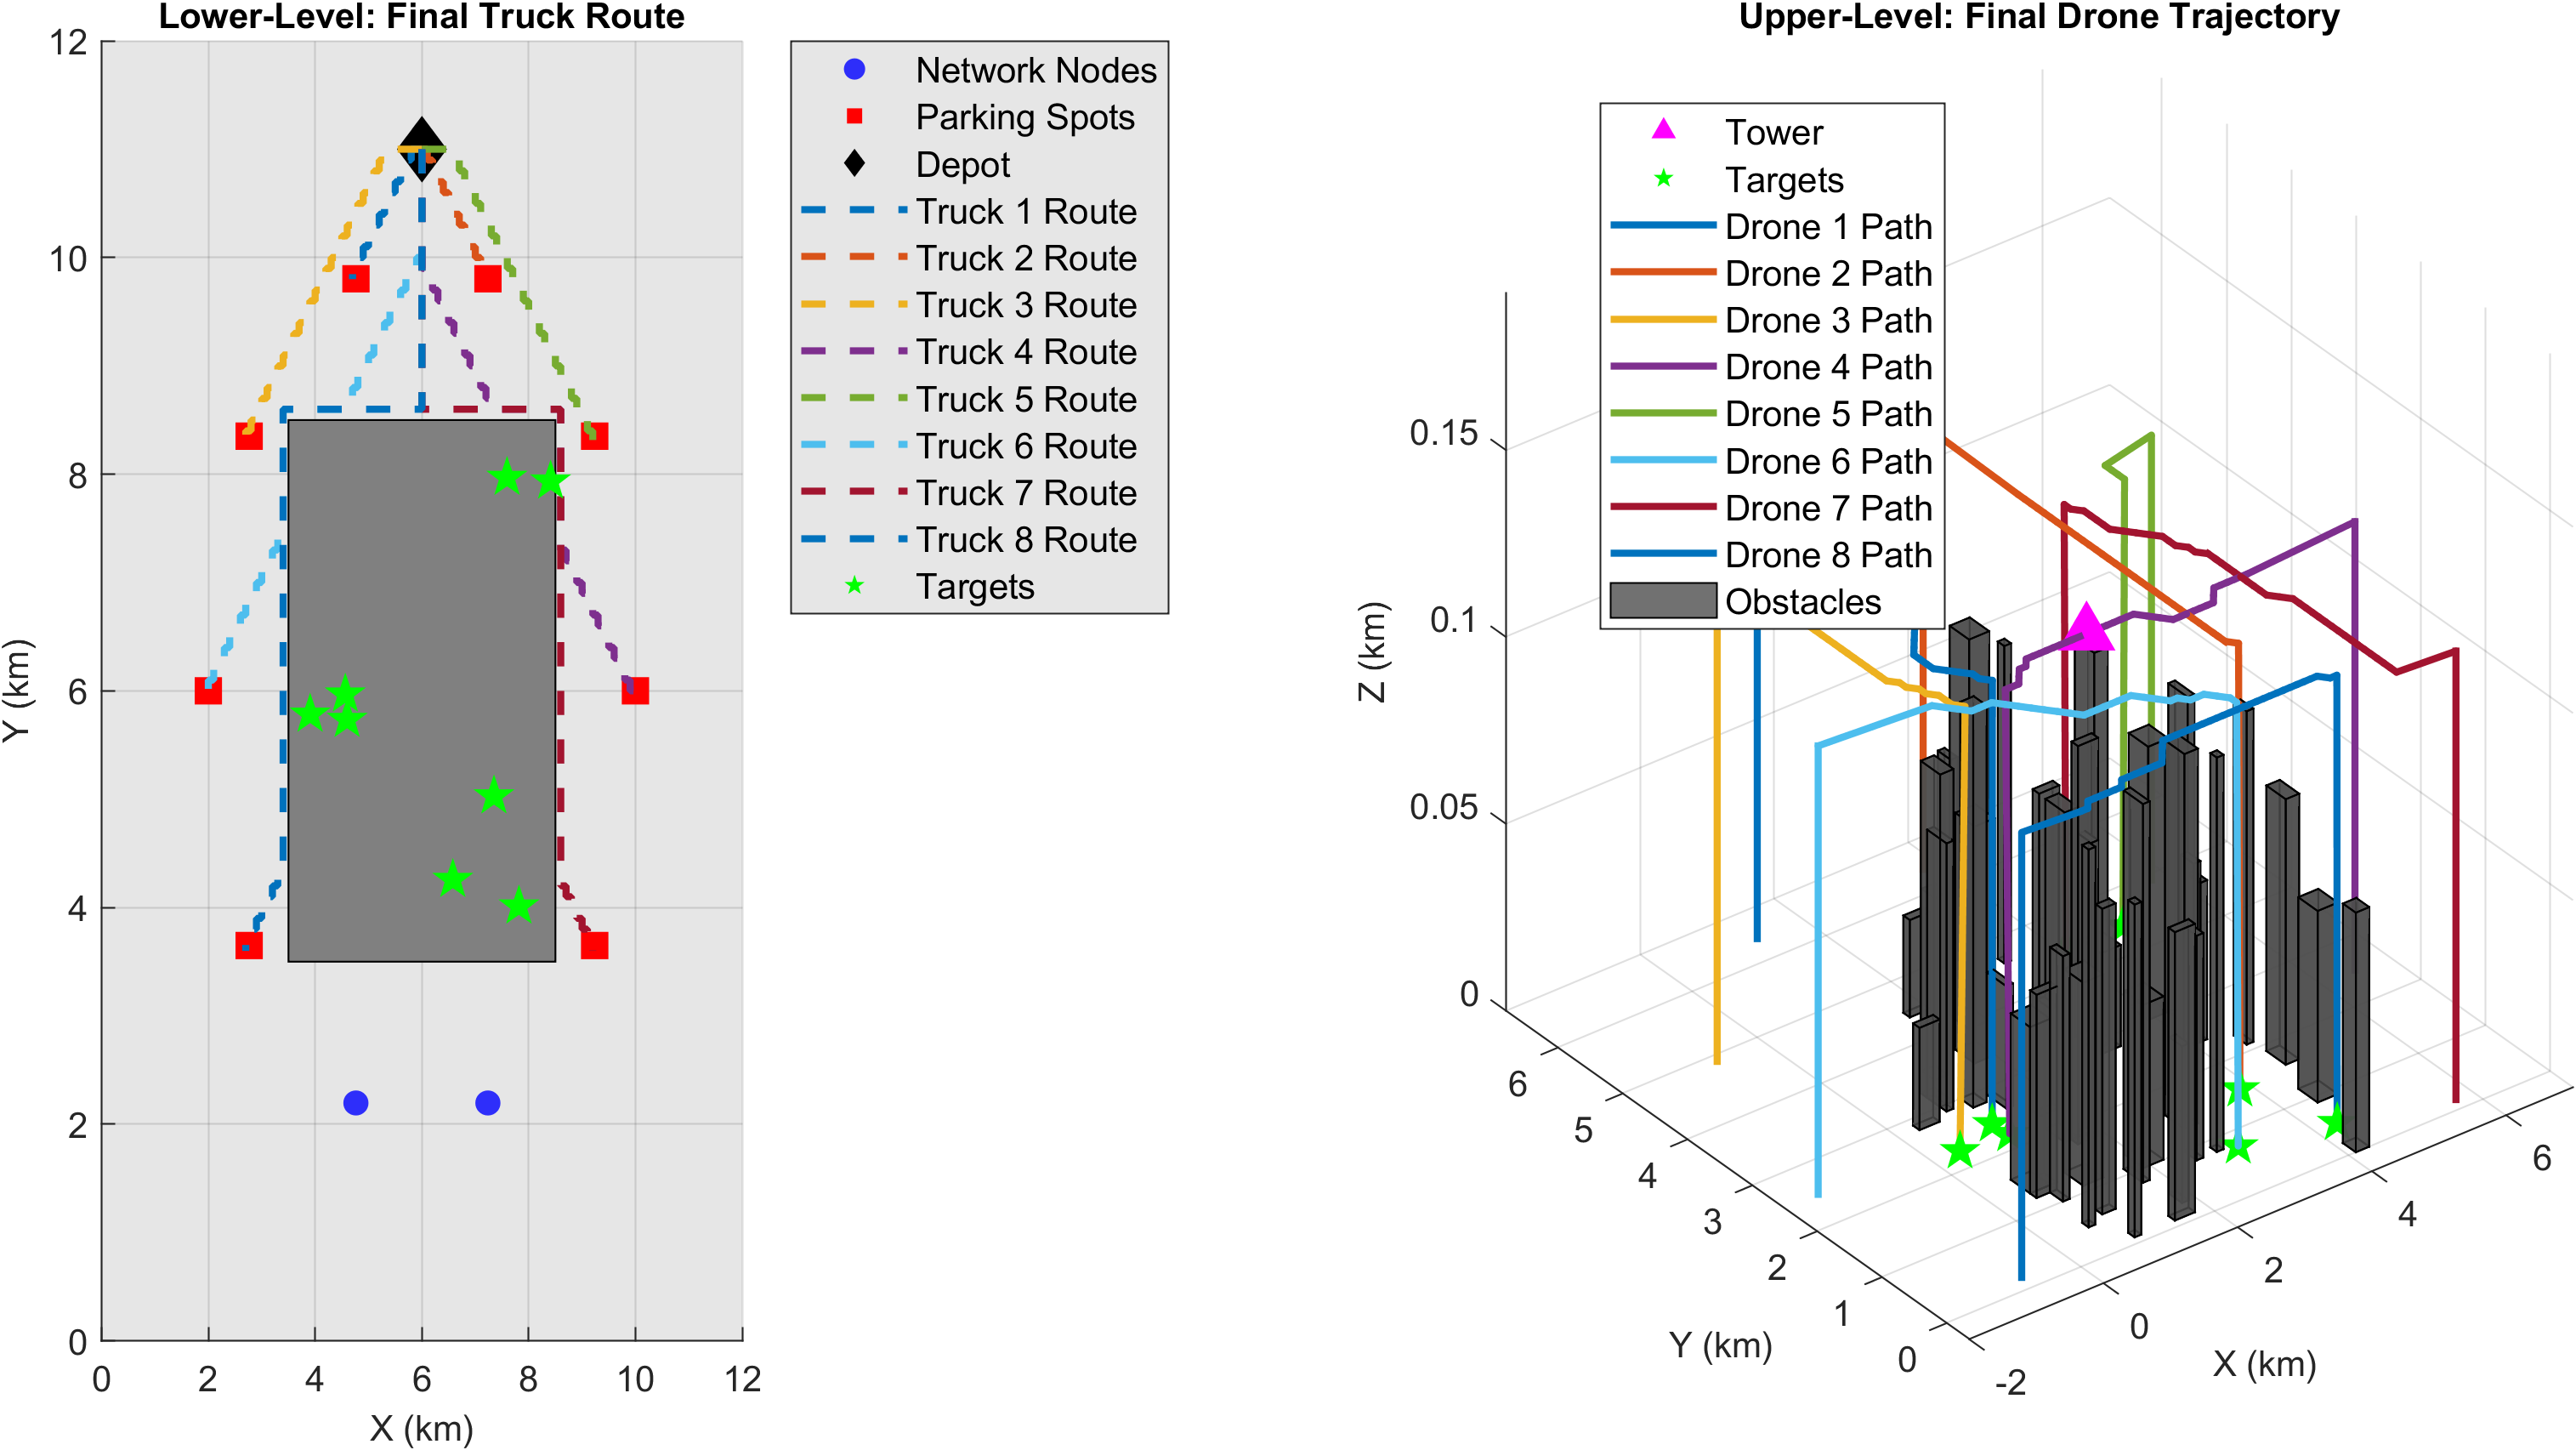 Lower-Level: Final Truck Route
12
10
8
6
4
2
0
0 2 4 6 8 10 12
X (km)
Y (km)
Network Nodes
Parking Spots
Depot
Truck 1 Route
Truck 2 Route
Truck 3 Route
Truck 4 Route
Truck 5 Route
Truck 6 Route
Truck 7 Route
Truck 8 Route
Targets
Upper-Level: Final Drone Trajectory
Tower
Targets
Drone 1 Path
Drone 2 Path
Drone 3 Path
Drone 4 Path
Drone 5 Path
Drone 6 Path
Drone 7 Path
Drone 8 Path
Obstacles
0.15
0.1
0.05
0
Z (km)
6
5
4
3
2
1
0
Y (km)
-2
0
2
4
6
X (km)